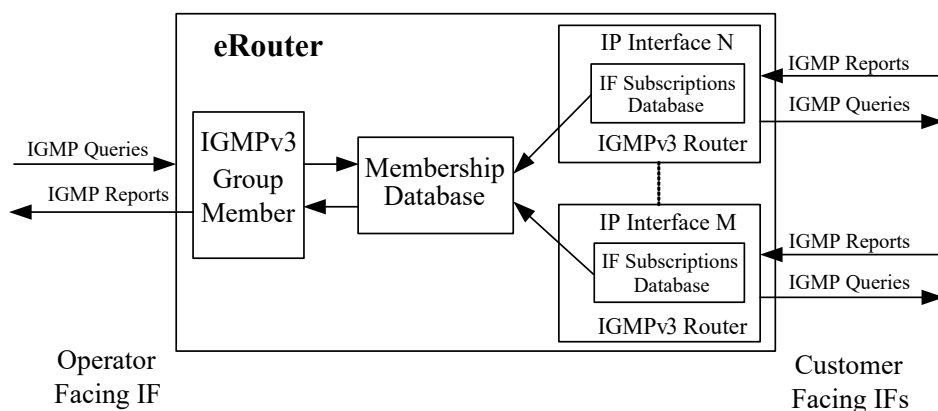 eRouter
IP Interface N
IF Subscriptions
Database
IGMPv3 Router
IGMP Reports
IGMP Queries
IGMP Queries
IGMP Reports
IGMPv3
Group
Member
Membership
Database
IP Interface M
IF Subscriptions
Database
IGMPv3 Router
IGMP Reports
IGMP Queries
Operator
Facing IF
Customer
Facing IFs